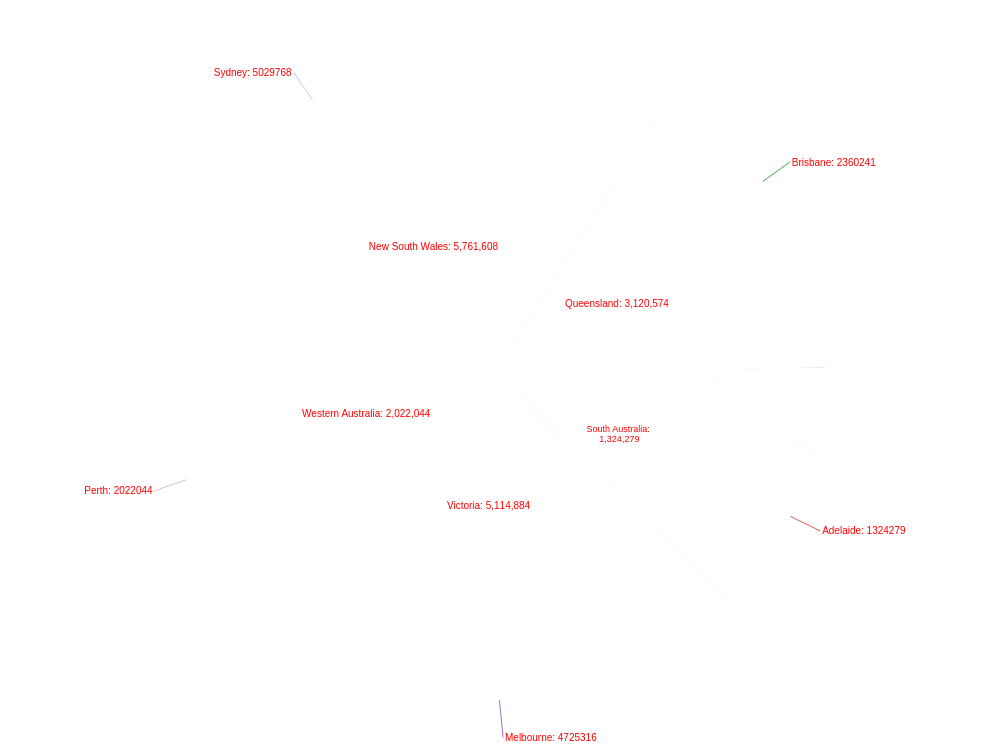 Sydney: 5029768
Brisbane: 2360241
New South Wales: 5,761,608
Queensland: 3,120,574
Western Australia: 2,022,044
South Australia:
1,324,279
Perth: 2022044
Victoria: 5,114,884
Adelaide: 1324279
Melbourne: 4725316